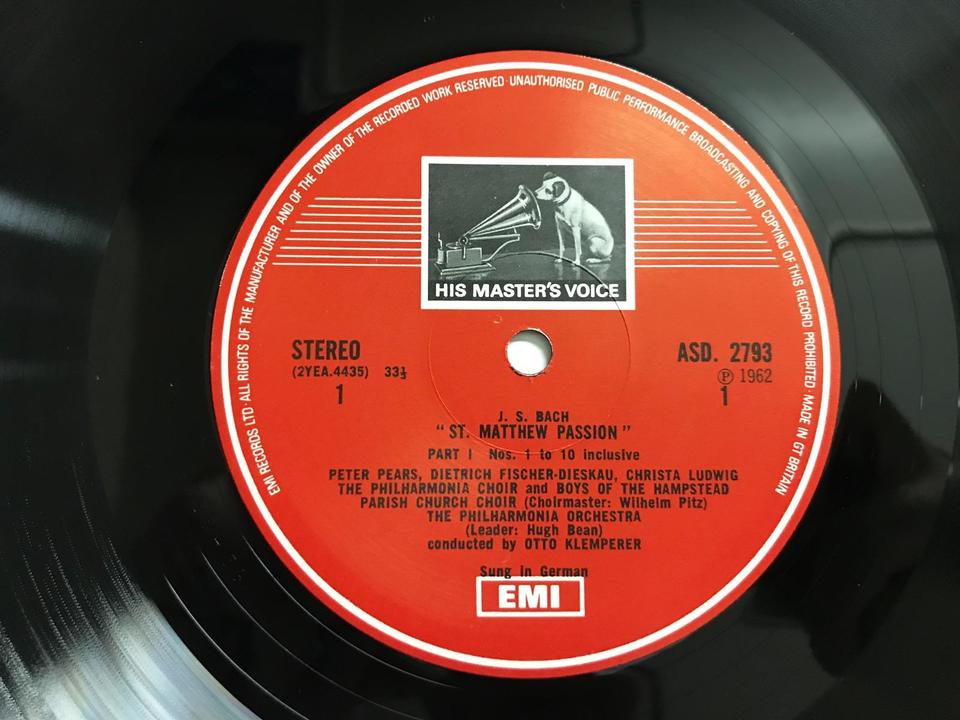 EMI RECORDS LTD · ALL RIGHTS OF THE MANUFACTURER AND OF THE OWNER OF THE RECORDED WORK RESERVED · UNAUTHORISED PUBLIC PERFORMANCE BROADCASTING AND COPYING OF THIS RECORD PROHIBITED · MADE IN GT BRITAIN
HIS MASTER'S VOICE
STEREO
(2YEA.4435) 33⅓
1
ASD. 2793
Ⓟ 1962
1
J. S. BACH
"ST. MATTHEW PASSION"
PART I Nos. 1 to 10 inclusive
PETER PEARS, DIETRICH FISCHER-DIESKAU, CHRISTA LUDWIG
THE PHILHARMONIA CHOIR and BOYS OF THE HAMPSTEAD
PARISH CHURCH CHOIR (Choirmaster: Wilhelm Pitz)
THE PHILHARMONIA ORCHESTRA
(Leader: Hugh Bean)
conducted by OTTO KLEMPERER
Sung in German
EMI